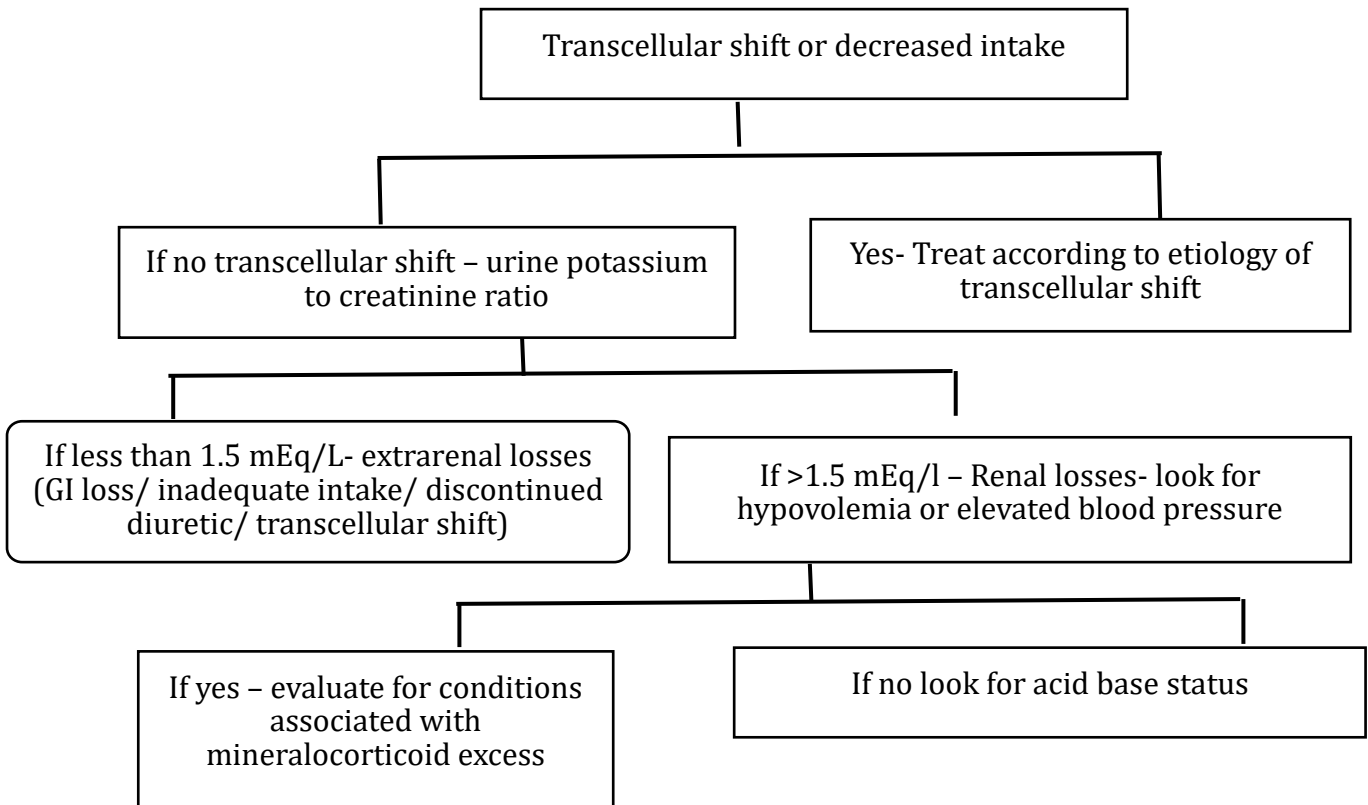 Transcellular shift or decreased intake
If no transcellular shift – urine potassium
to creatinine ratio
Yes- Treat according to etiology of
transcellular shift
If less than 1.5 mEq/L- extrarenal losses
(GI loss/ inadequate intake/ discontinued
diuretic/ transcellular shift)
If >1.5 mEq/l – Renal losses- look for
hypovolemia or elevated blood pressure
If yes – evaluate for conditions
associated with
mineralocorticoid excess
If no look for acid base status